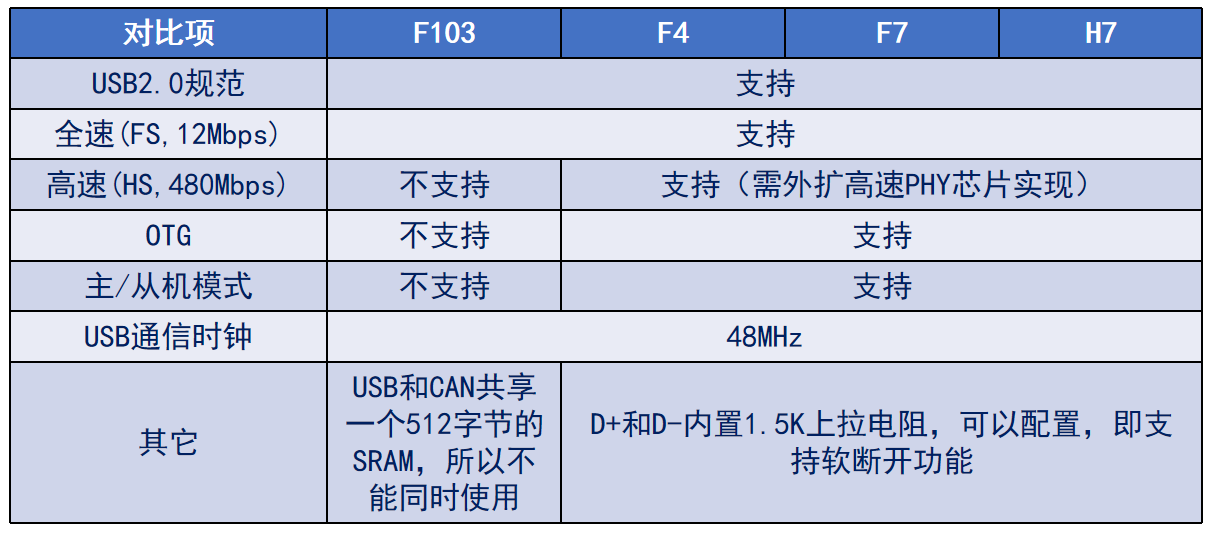 对比项 F103 F4 F7 H7
USB2.0规范 支持
全速(FS,12Mbps) 支持
高速(HS,480Mbps) 不支持 支持（需外扩高速PHY芯片实现）
OTG 不支持 支持
主/从机模式 不支持 支持
USB通信时钟 48MHz
其它
USB和CAN共享
一个512字节的
SRAM，所以不
能同时使用
D+和D-内置1.5K上拉电阻，可以配置，即支
持软断开功能